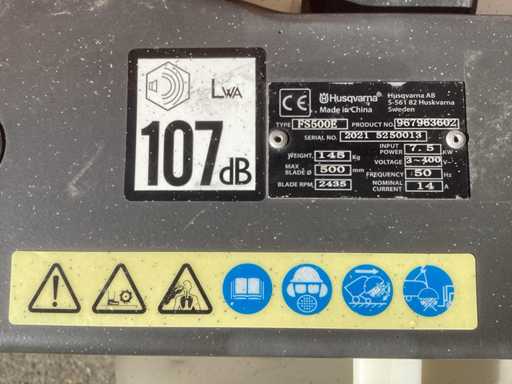 LWA
107dB
CE Husqvarna Husqvarna AB
Made in China S-561 82 Huskvarna
Sweden
TYPE FS500E PRODUCT NO. 967963602
SERIAL NO. 2021 5250013
WEIGHT. 145 Kg INPUT POWER 7.5 KW
MAX BLADE Ø 500 mm VOLTAGE 3~400 V
BLADE RPM. 2435 FREQUENCY 50 Hz
NOMINAL CURRENT 14 A